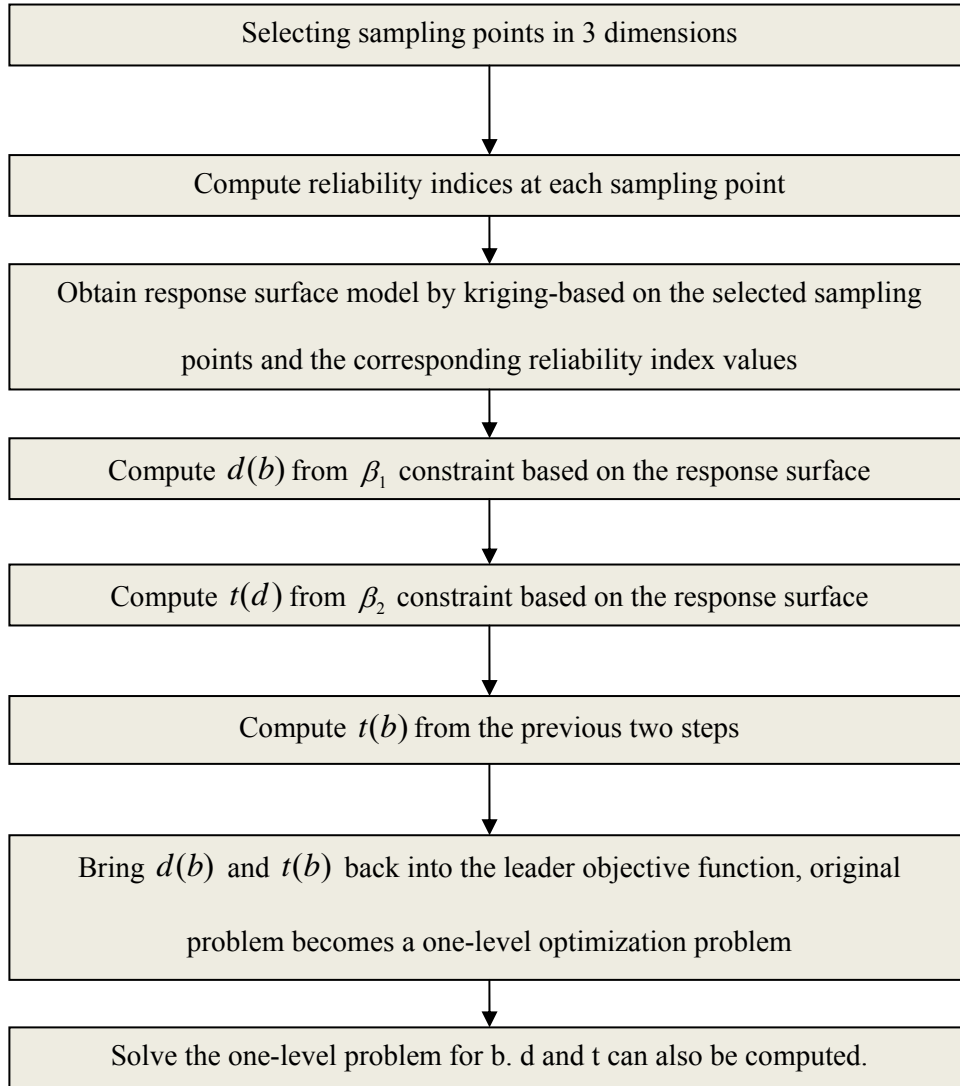 Selecting sampling points in 3 dimensions
Compute reliability indices at each sampling point
Obtain response surface model by kriging-based on the selected sampling
points and the corresponding reliability index values
Compute d(b) from β₁ constraint based on the response surface
Compute t(d) from β₂ constraint based on the response surface
Compute t(b) from the previous two steps
Bring d(b) and t(b) back into the leader objective function, original
problem becomes a one-level optimization problem
Solve the one-level problem for b. d and t can also be computed.